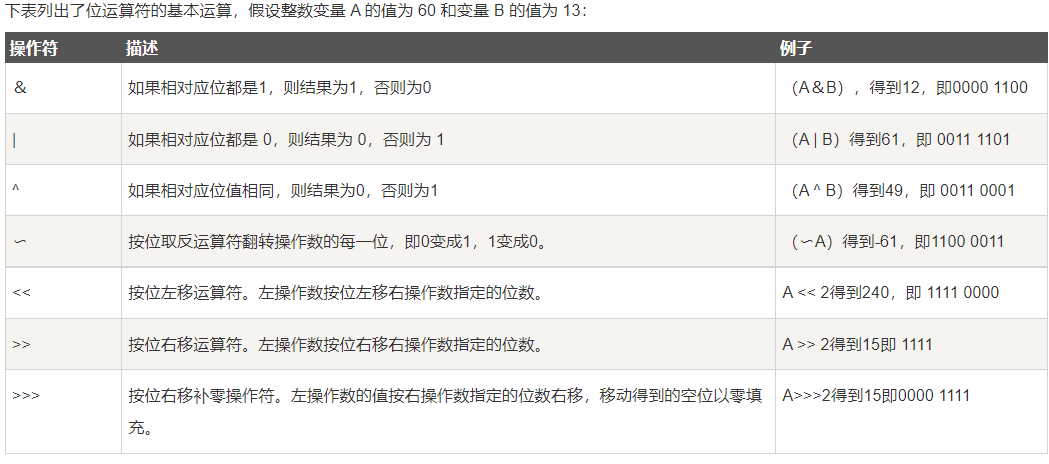 下表列出了位运算符的基本运算，假设整数变量 A 的值为 60 和变量 B 的值为 13：
操作符 描述 例子
＆ 如果相对应位都是1，则结果为1，否则为0 （A＆B），得到12，即0000 1100
| 如果相对应位都是 0，则结果为 0，否则为 1 （A | B）得到61，即 0011 1101
^ 如果相对应位值相同，则结果为0，否则为1 （A ^ B）得到49，即 0011 0001
〜 按位取反运算符翻转操作数的每一位，即0变成1，1变成0。 （〜A）得到-61，即1100 0011
<< 按位左移运算符。左操作数按位左移右操作数指定的位数。 A << 2得到240，即 1111 0000
>> 按位右移运算符。左操作数按位右移右操作数指定的位数。 A >> 2得到15即 1111
>>> 按位右移补零操作符。左操作数的值按右操作数指定的位数右移，移动得到的空位以零填 A>>>2得到15即0000 1111
充。